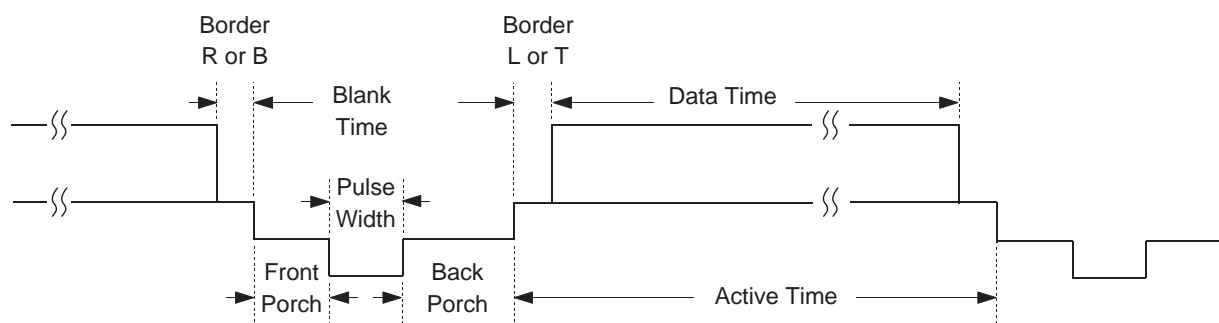 Border
R or B
Border
L or T
Blank
Time
Data Time
Pulse
Width
Front
Porch
Back
Porch
Active Time